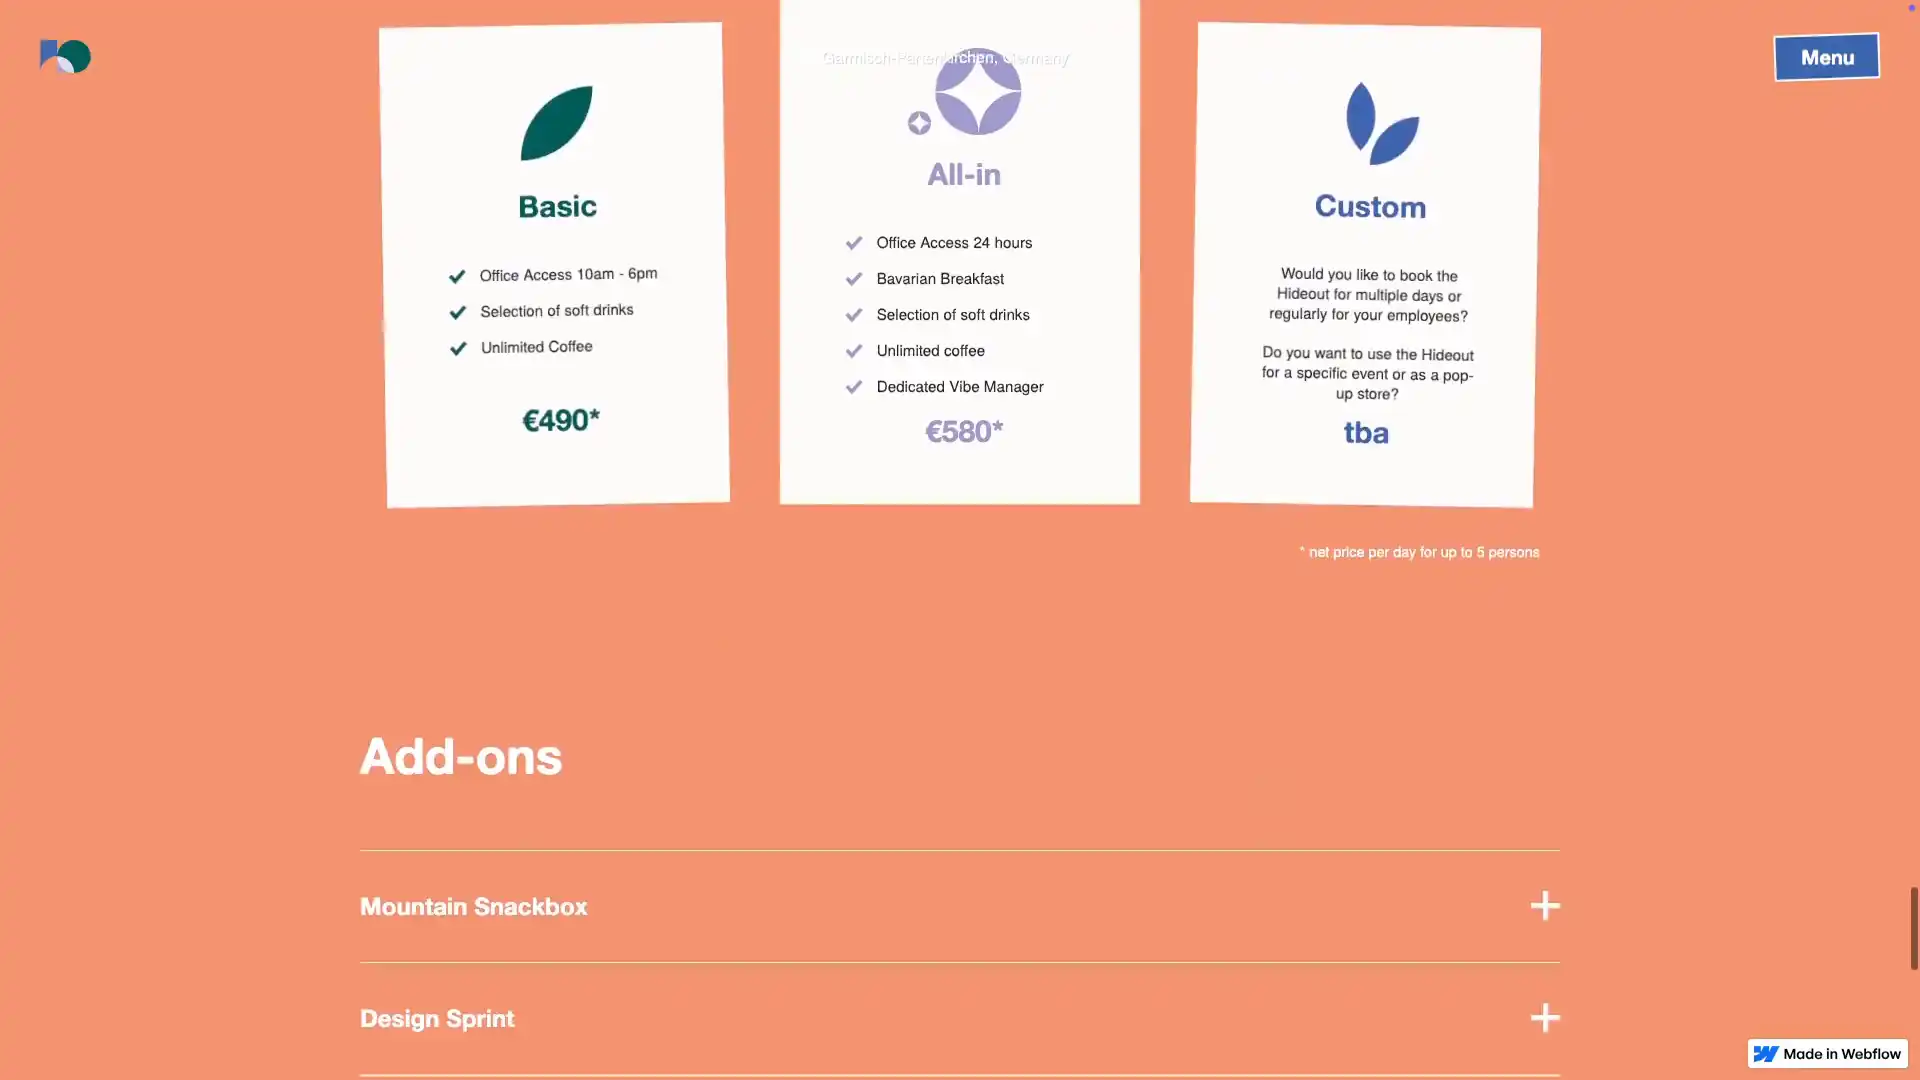 Menu
Garmisch-Partenkirchen, Germany
Basic
Office Access 10am - 6pm
Selection of soft drinks
Unlimited Coffee
€490*
All-in
Office Access 24 hours
Bavarian Breakfast
Selection of soft drinks
Unlimited coffee
Dedicated Vibe Manager
€580*
Custom
Would you like to book the
Hideout for multiple days or
regularly for your employees?
Do you want to use the Hideout
for a specific event or as a pop-
up store?
tba
* net price per day for up to 5 persons
Add-ons
Mountain Snackbox
Design Sprint
Made in Webflow